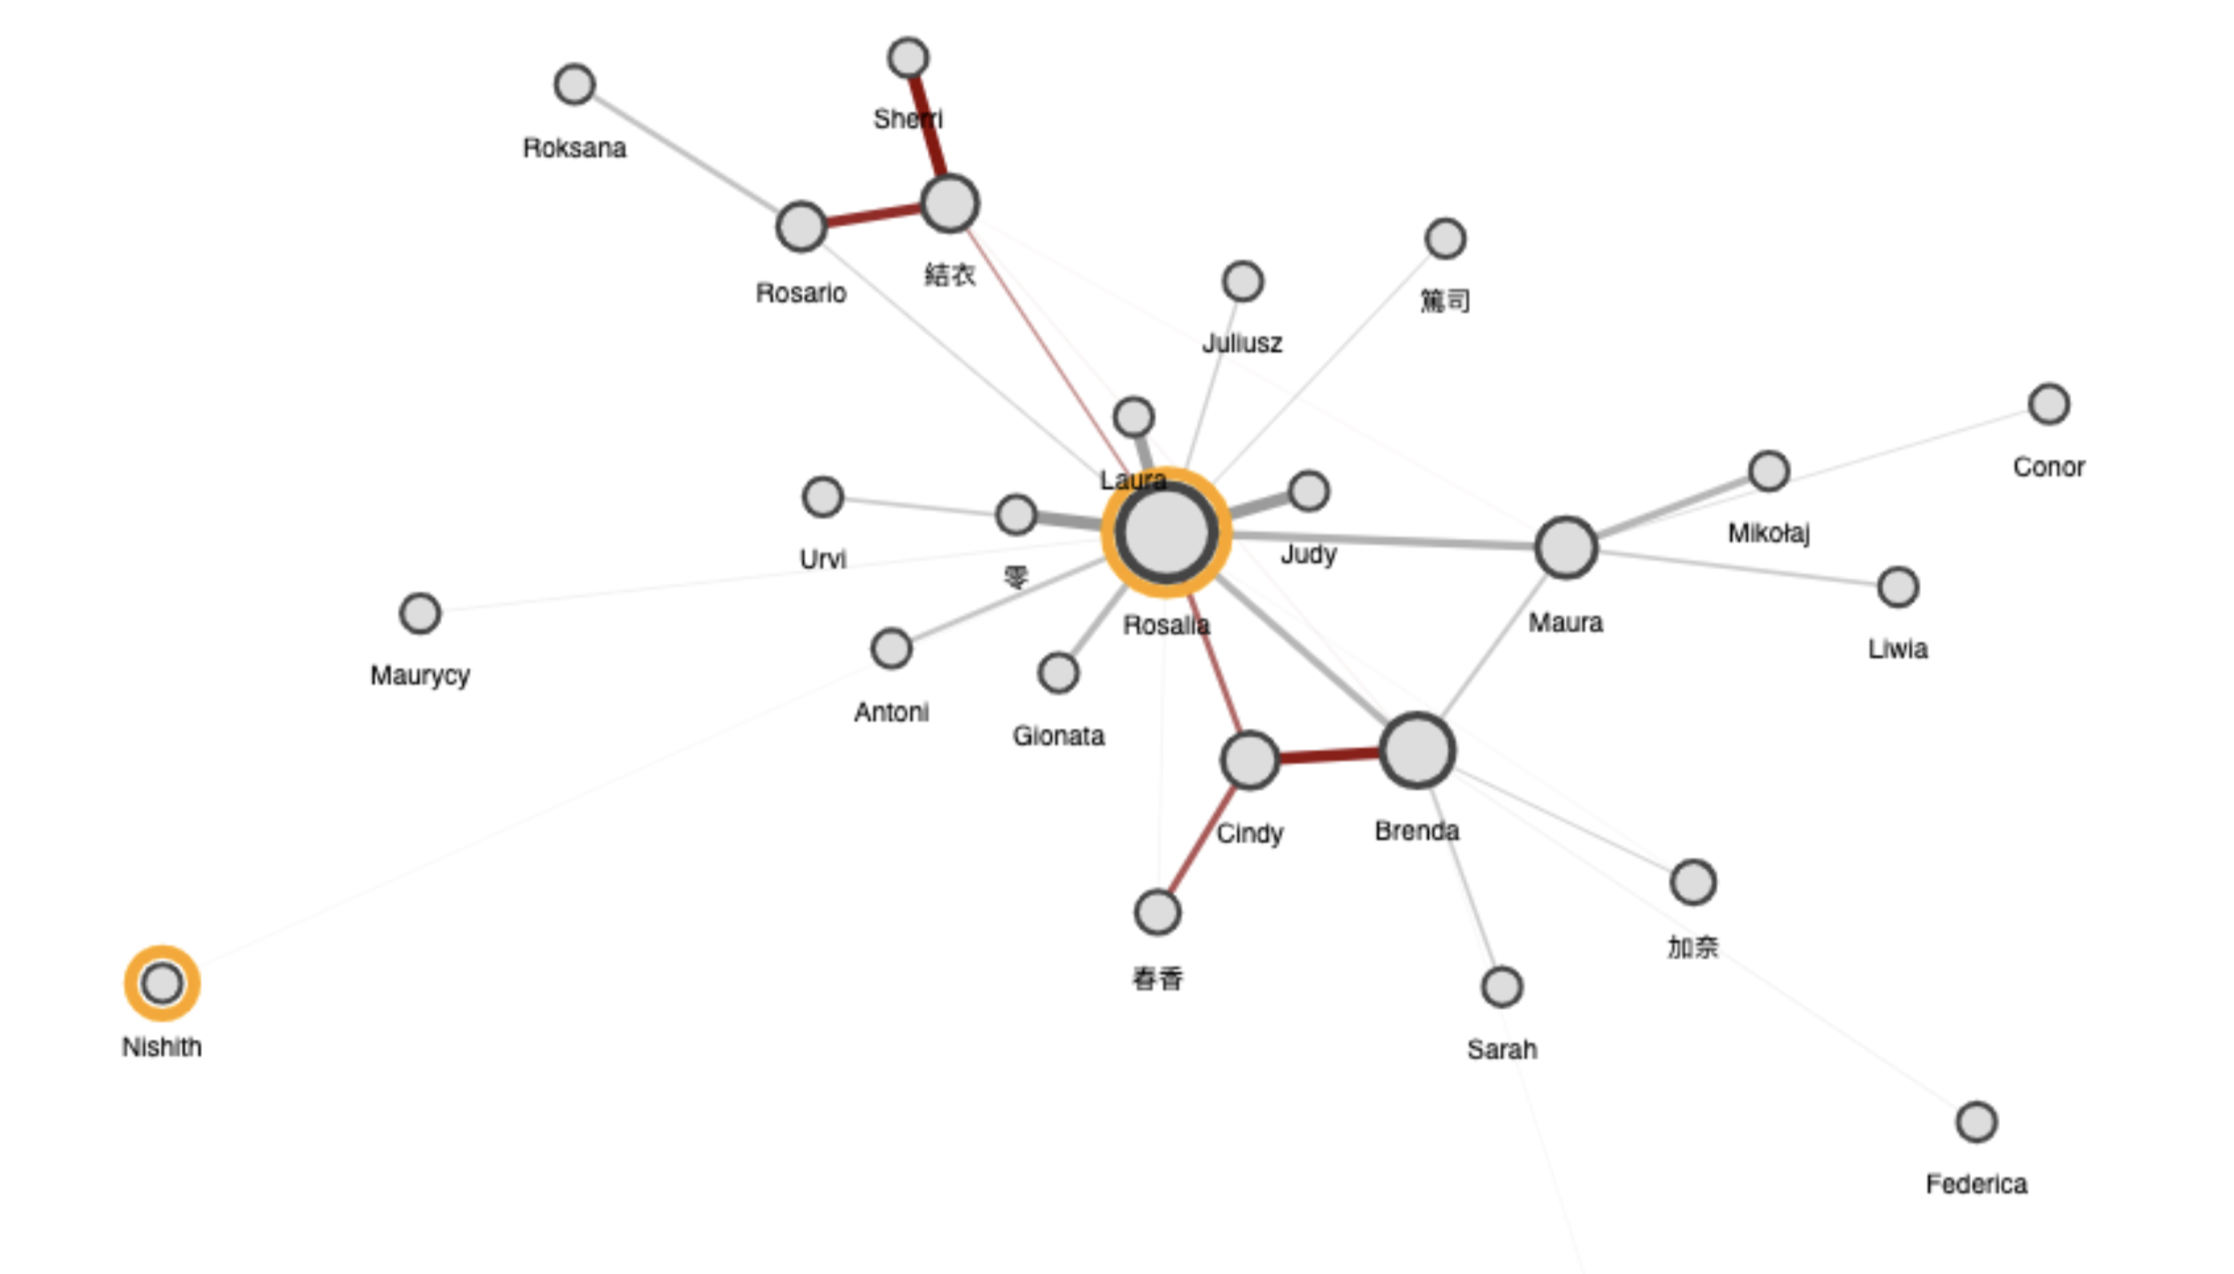 Sherri
Roksana
結衣
Rosario
篤司
Juliusz
Conor
Laura
Mikołaj
Judy
Urvi
零
Rosalia
Maura
Liwia
Maurycy
Antoni
Gionata
Cindy
Brenda
加奈
春香
Nishith
Sarah
Federica